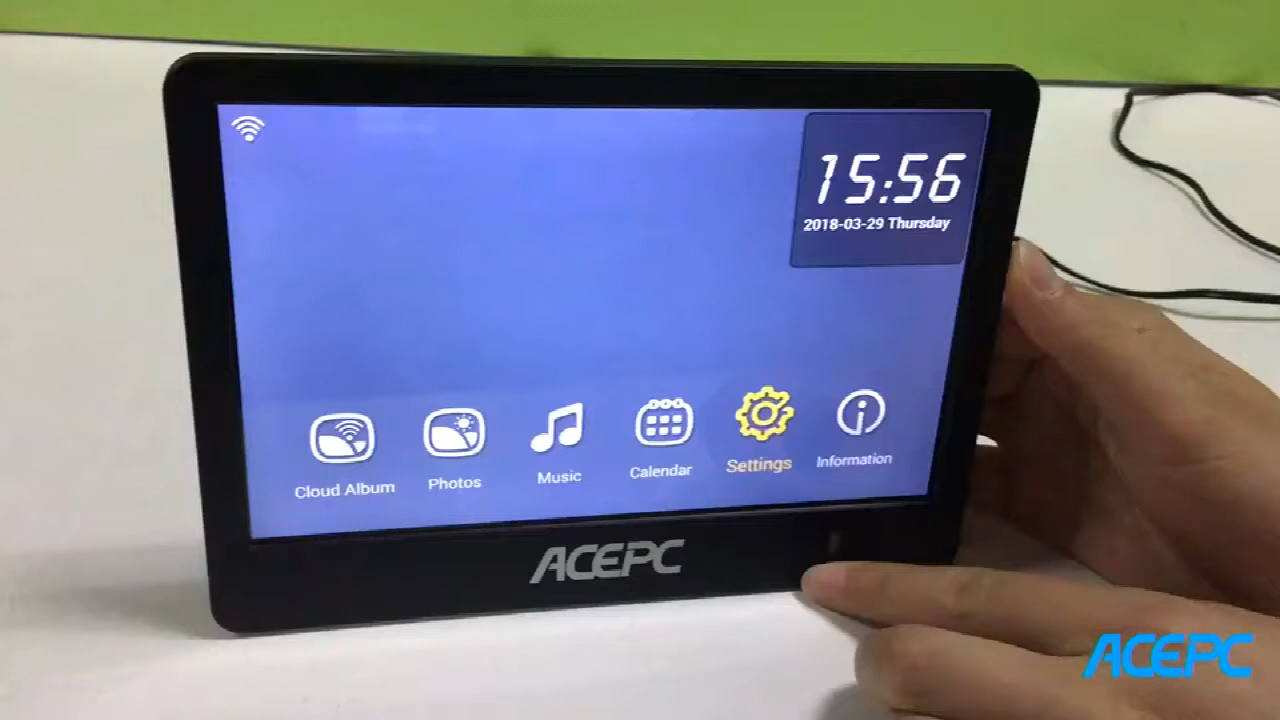 15:56
2018-03-29 Thursday
Cloud Album
Photos
Music
Calendar
Settings
Information
ACEPC
ACEPC